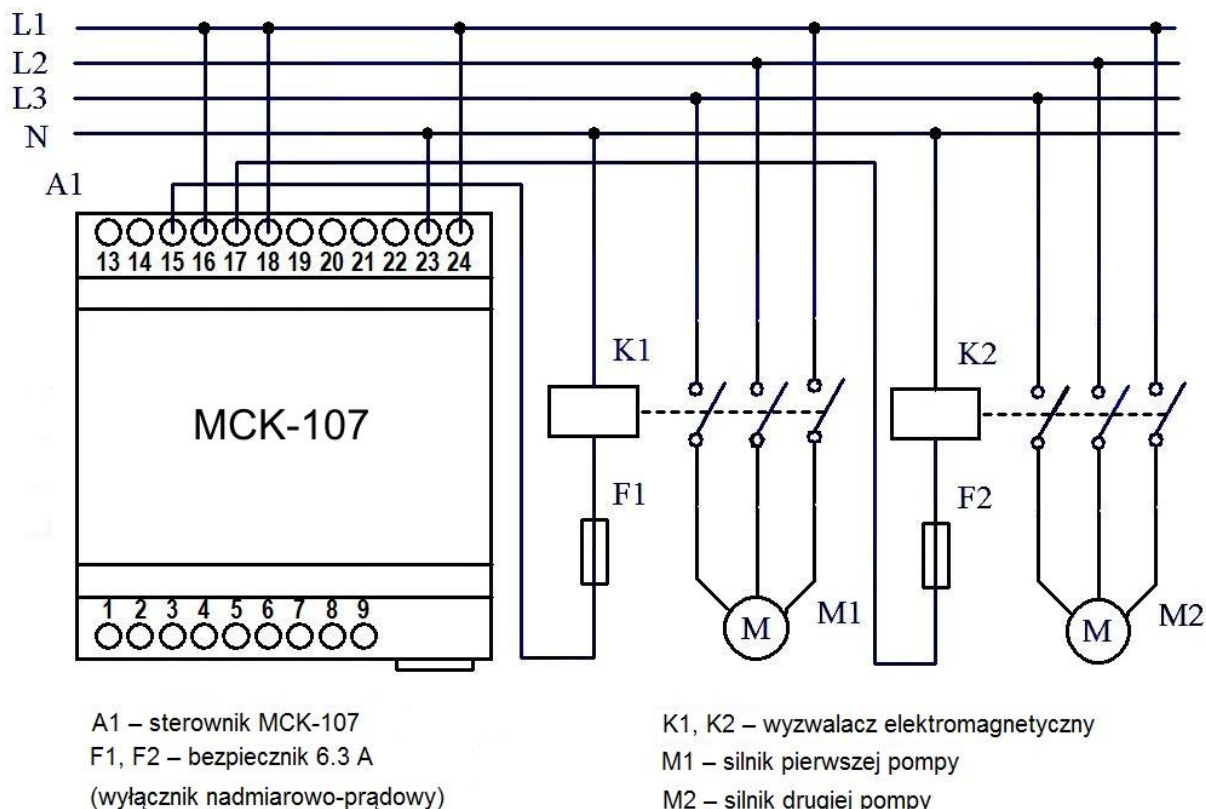 L1
L2
L3
N
A1
13 14 15 16 17 18 19 20 21 22 23 24
K1
K2
MCK-107
F1
F2
1 2 3 4 5 6 7 8 9
M
M1
M
M2
A1 – sterownik MCK-107
F1, F2 – bezpiecznik 6.3 A
(wyłącznik nadmiarowo-prądowy)
K1, K2 – wyzwalacz elektromagnetyczny
M1 – silnik pierwszej pompy
M2 – silnik drugiej pompy